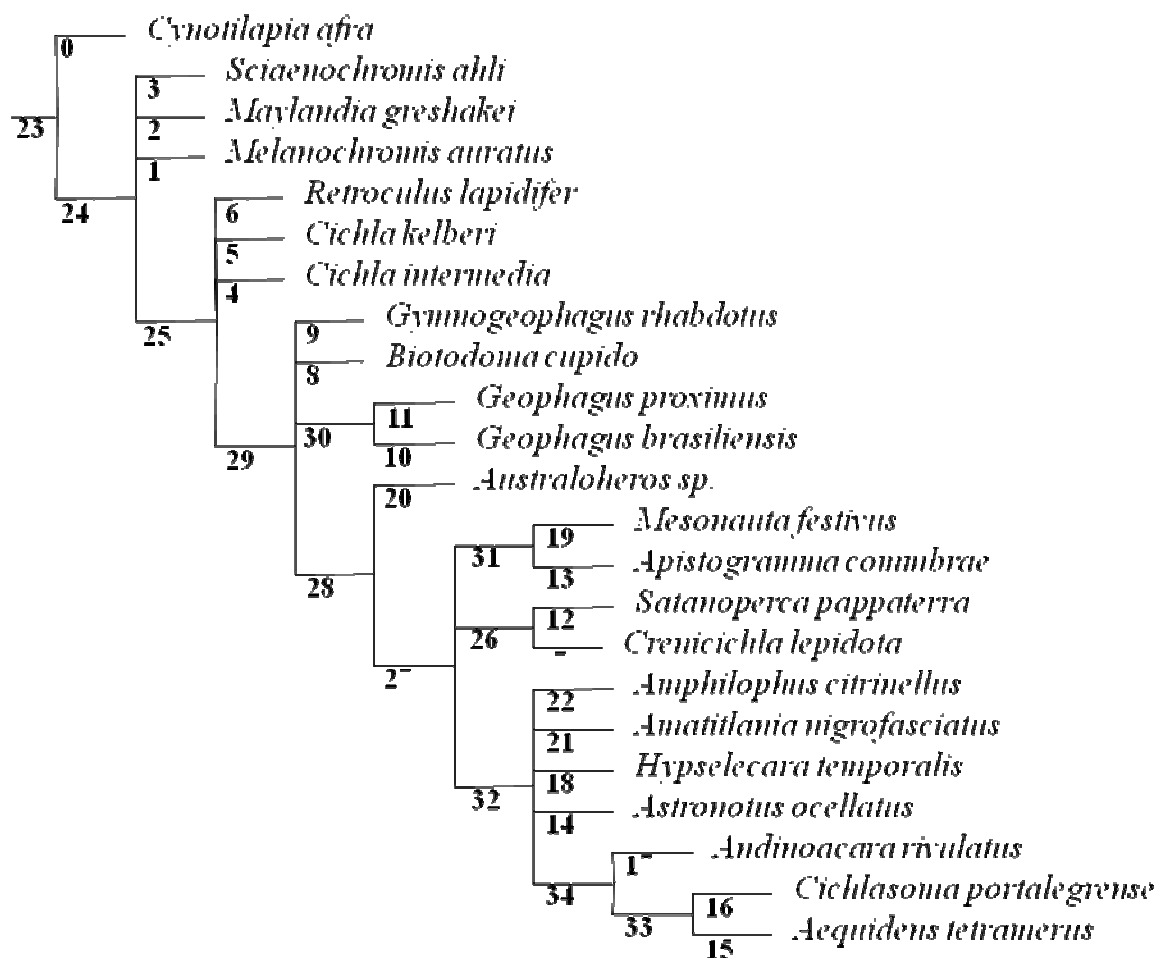 Cynotilapia afra
0
Sciaenochromis ahli
3
Maylandia greshakei
23
2
Melanochromis auratus
1
Retroculus lapidifer
24
6
Cichla kelberi
5
Cichla intermedia
4
Gymnogeophagus rhabdotus
25
9
Biotodoma cupido
8
Geophagus proximus
11
30
Geophagus brasiliensis
29
10
Australoheros sp.
20
Mesonauta festivus
19
31
Apistogramma commbrae
28
13
Satanoperca pappaterra
12
26
Crenicichla lepidota
2
Amphilophus citrinellus
22
Amatitlania nigrofasciatus
21
Hypselecara temporalis
18
32
Astronotus ocellatus
14
Andinoacara rivulatus
1
34
Cichlasoma portalegrense
16
33
Aequidens tetramerus
15